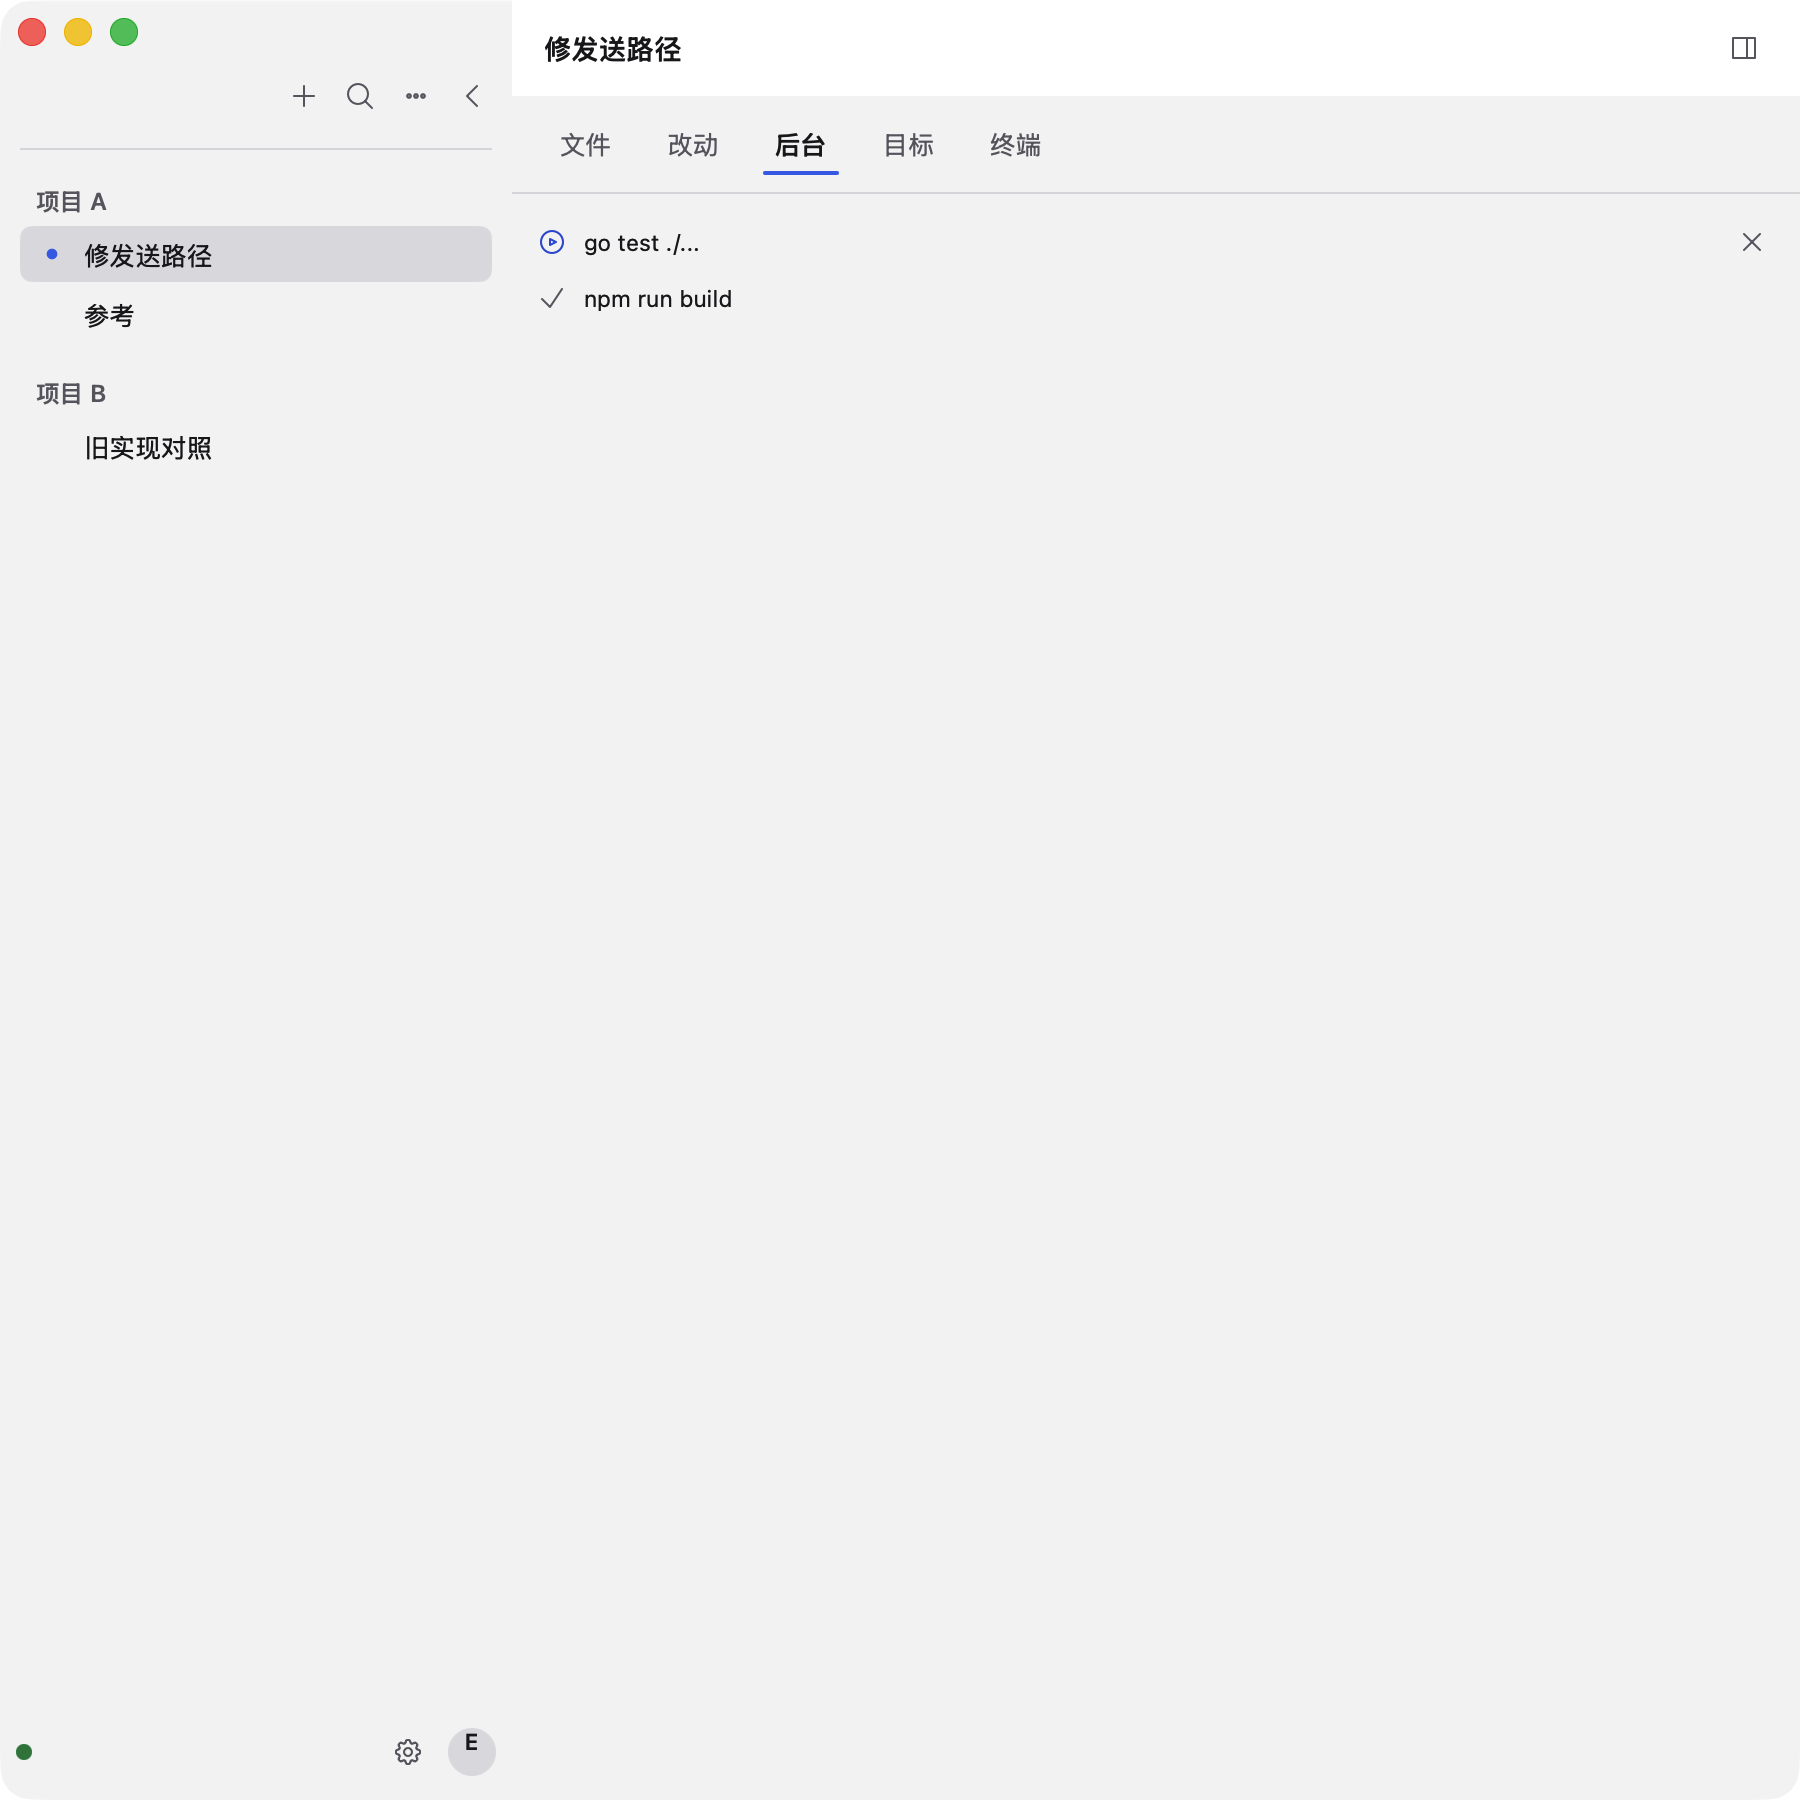 修发送路径
项目 A
修发送路径
参考
项目 B
旧实现对照
文件 改动 后台 目标 终端
go test ./...
npm run build
E